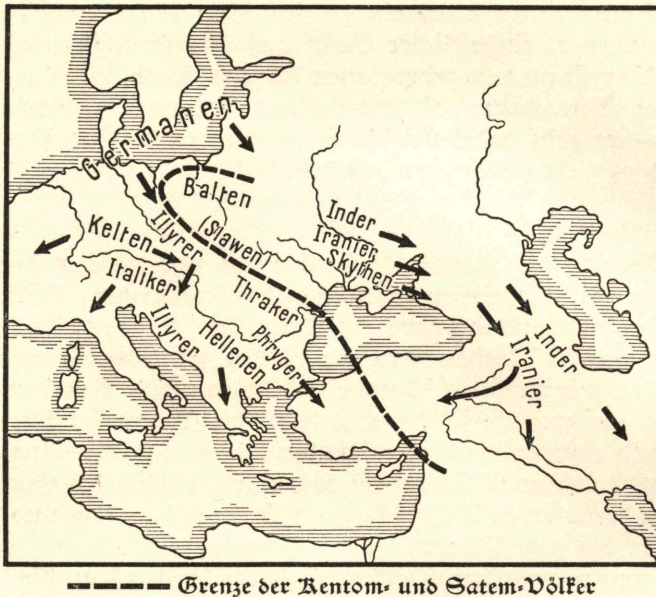 Germanen
Balten
(Slawen)
Illyrer
Kelten
Italiker
Illyrer
Hellenen
Thraker
Phryger
Inder
Iranier
Skythen
Inder
Iranier
Grenze der Kentom- und Satem-Völker